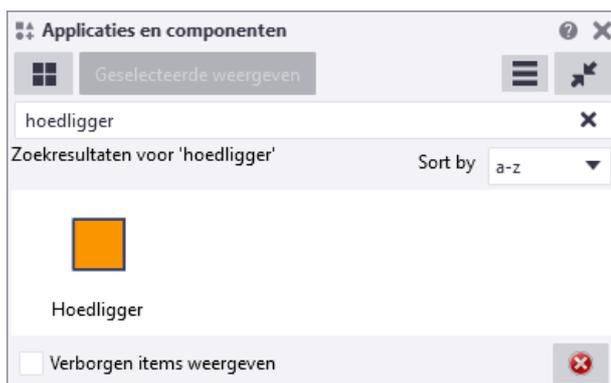 Applicaties en componenten
Geselecteerde weergeven
hoedligger
Zoekresultaten voor 'hoedligger'
Sort by a-z
Hoedligger
Verborgen items weergeven